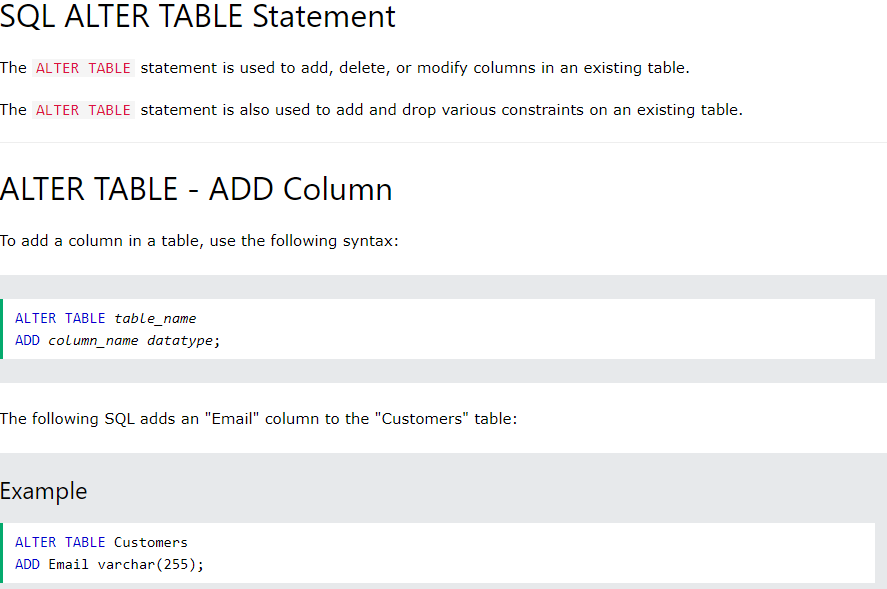 SQL ALTER TABLE Statement
The ALTER TABLE statement is used to add, delete, or modify columns in an existing table.
The ALTER TABLE statement is also used to add and drop various constraints on an existing table.
ALTER TABLE - ADD Column
To add a column in a table, use the following syntax:
ALTER TABLE table_name
ADD column_name datatype;
The following SQL adds an "Email" column to the "Customers" table:
Example
ALTER TABLE Customers
ADD Email varchar(255);